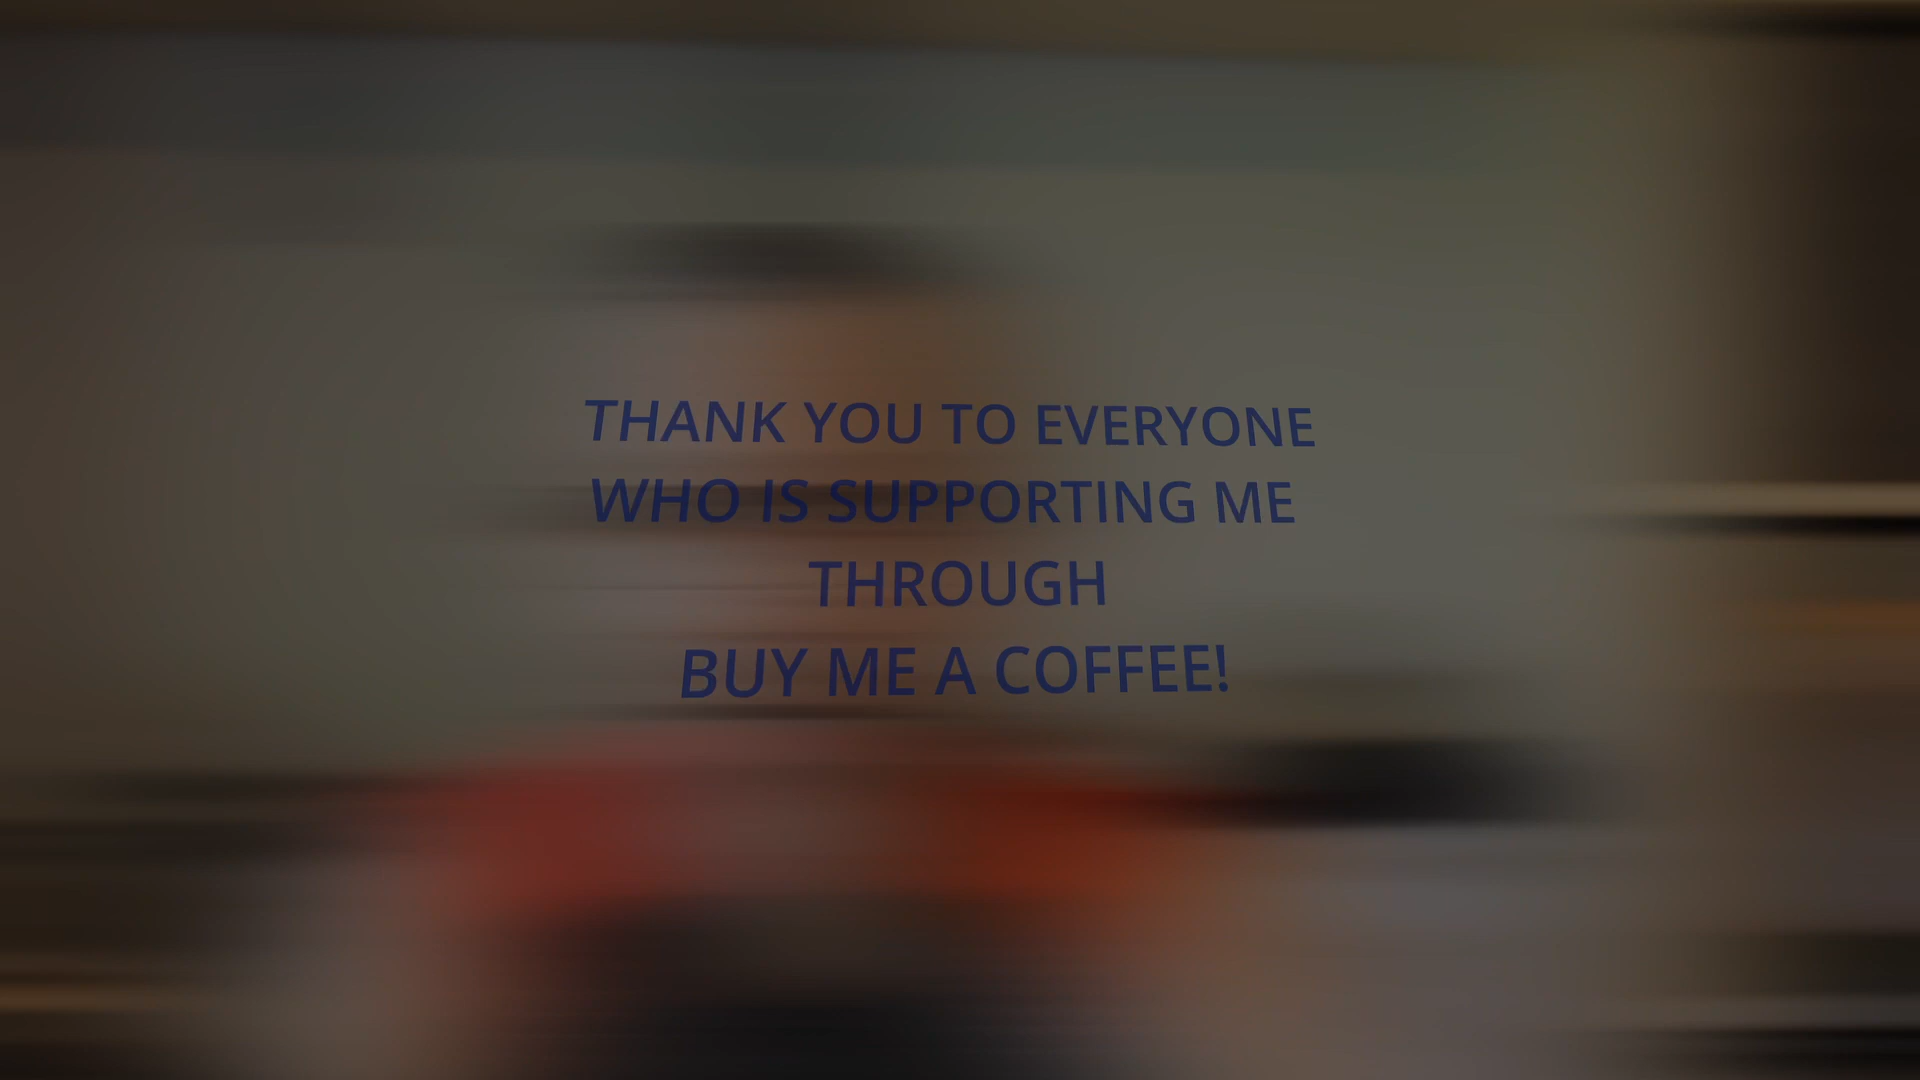 THANK YOU TO EVERYONE
WHO IS SUPPORTING ME
THROUGH
BUY ME A COFFEE!